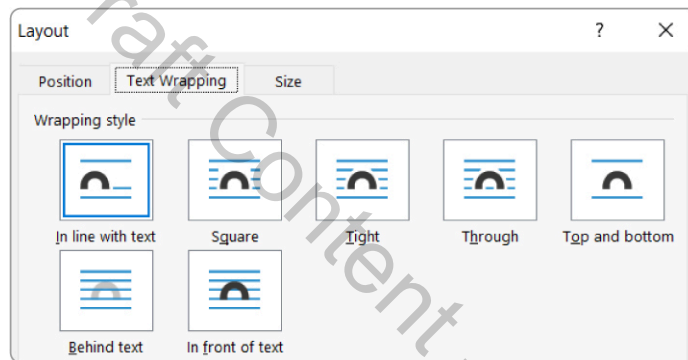 Layout ?
Position Text Wrapping Size
Wrapping style
In line with text Square Tight Through Top and bottom
Behind text In front of text
raft Content